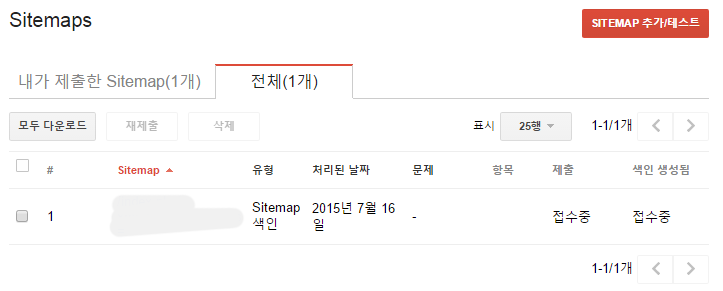 Sitemaps
SITEMAP 추가/테스트
내가 제출한 Sitemap(1개)
전체(1개)
모두 다운로드 재제출 삭제 표시 25행 1-1/1개
# Sitemap 유형 처리된 날짜 문제 항목 제출 색인 생성됨
1 Sitemap 색인 2015년 7월 16일 - 접수중 접수중
1-1/1개